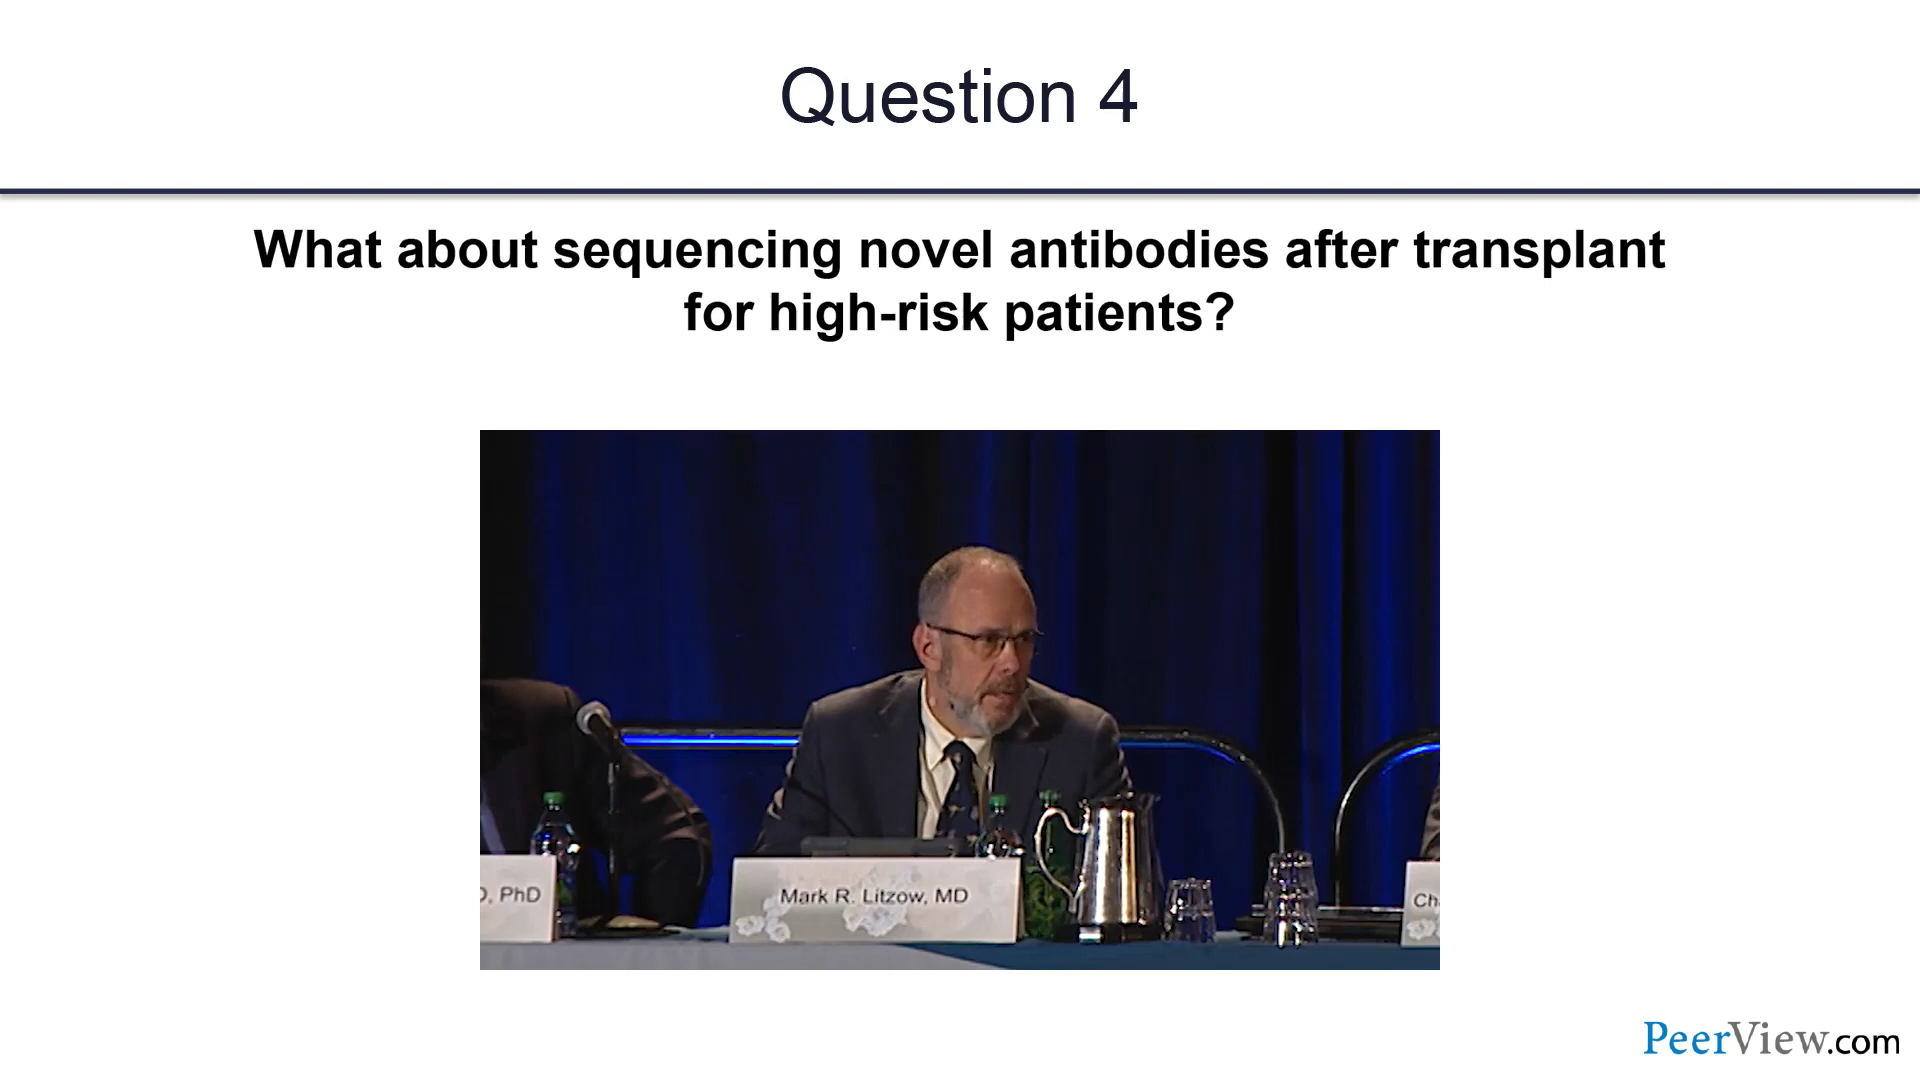 Question 4
What about sequencing novel antibodies after transplant
for high-risk patients?
, PhD
Mark R. Litzow, MD
Ch
PeerView.com